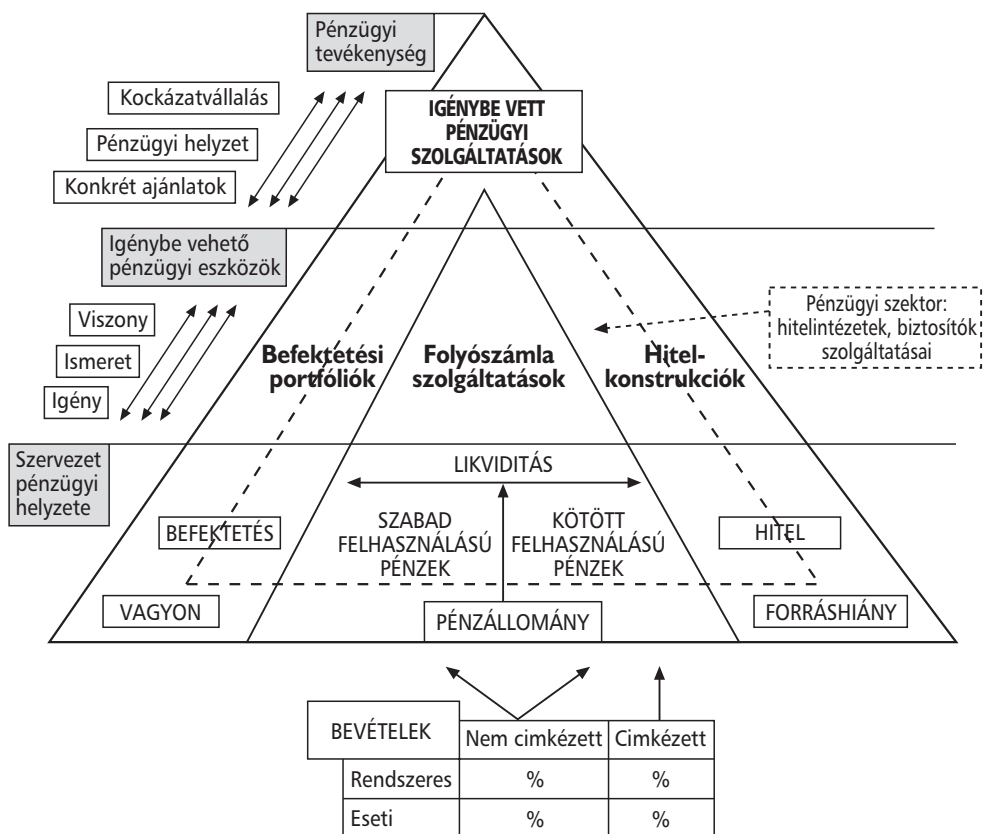 Pénzügyi
tevékenység
Kockázatvállalás
Pénzügyi helyzet
Konkrét ajánlatok
IGÉNYBE VETT
PÉNZÜGYI
SZOLGÁLTATÁSOK
Igénybe vehető
pénzügyi eszközök
Viszony
Ismeret
Igény
Befektetési
portfóliók
Folyószámla
szolgáltatások
Hitel-
konstrukciók
Pénzügyi szektor:
hitelintézetek, biztosítók
szolgáltatásai
Szervezet
pénzügyi
helyzete
LIKVIDITÁS
BEFEKTETÉS
SZABAD
FELHASZNÁLÁSÚ
PÉNZEK
KÖTÖTT
FELHASZNÁLÁSÚ
PÉNZEK
HITEL
VAGYON
PÉNZÁLLOMÁNY
FORRÁSHIÁNY
BEVÉTELEK Nem cimkézett Cimkézett
Rendszeres % %
Eseti % %